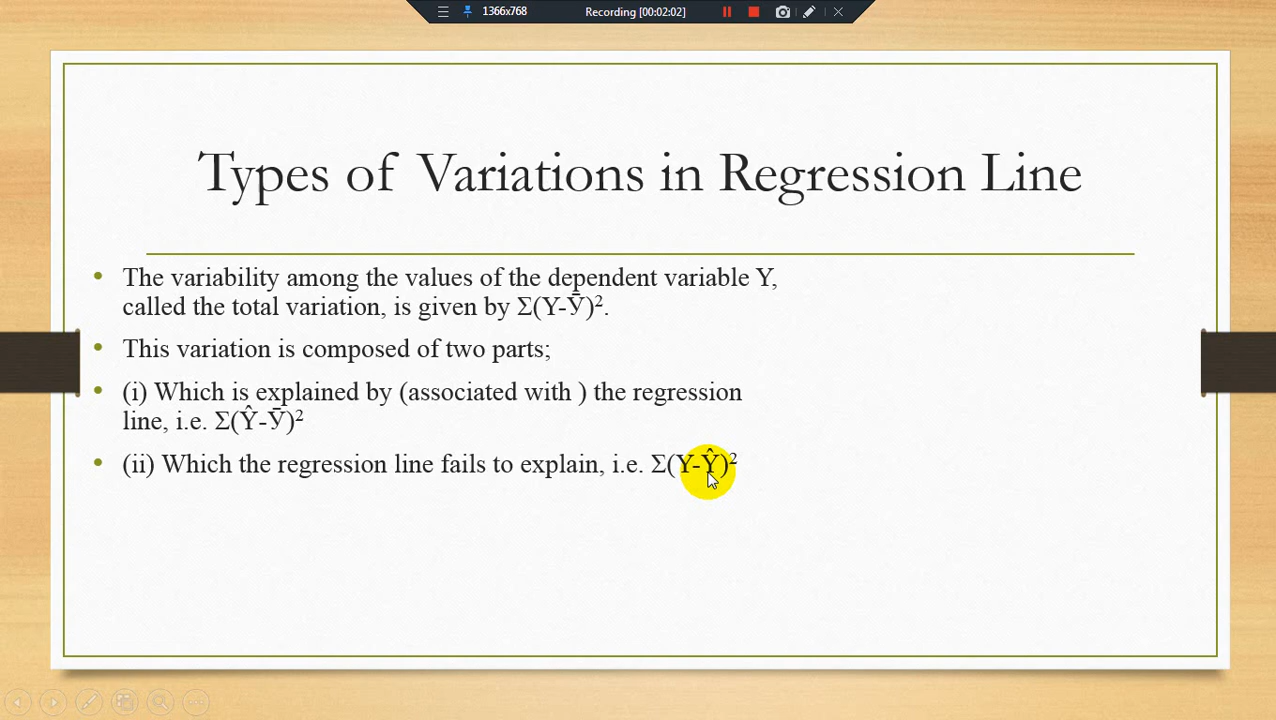 1366x768 Recording [00:02:02]
Types of Variations in Regression Line
• The variability among the values of the dependent variable Y,
called the total variation, is given by Σ(Y-Ȳ)².
• This variation is composed of two parts;
• (i) Which is explained by (associated with ) the regression
line, i.e. Σ(Ŷ-Ȳ)²
• (ii) Which the regression line fails to explain, i.e. Σ(Y-Ŷ)²